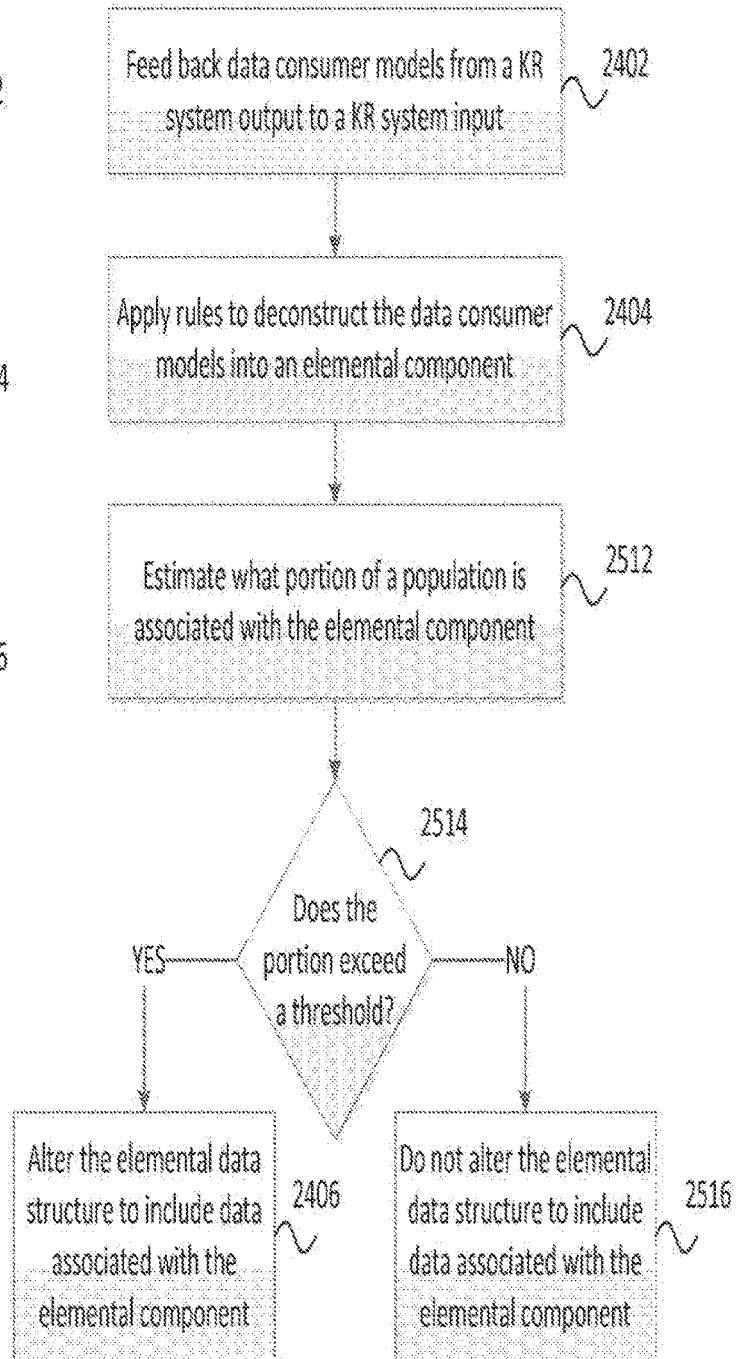 Feed back data consumer models from a KR
system output to a KR system input
2402
Apply rules to deconstruct the data consumer
models into an elemental component
2404
Estimate what portion of a population is
associated with the elemental component
2512
2514
Does the
portion exceed
a threshold?
YES
NO
Alter the elemental data
structure to include data
associated with the
elemental component
2406
Do not alter the elemental
data structure to include
data associated with the
elemental component
2516